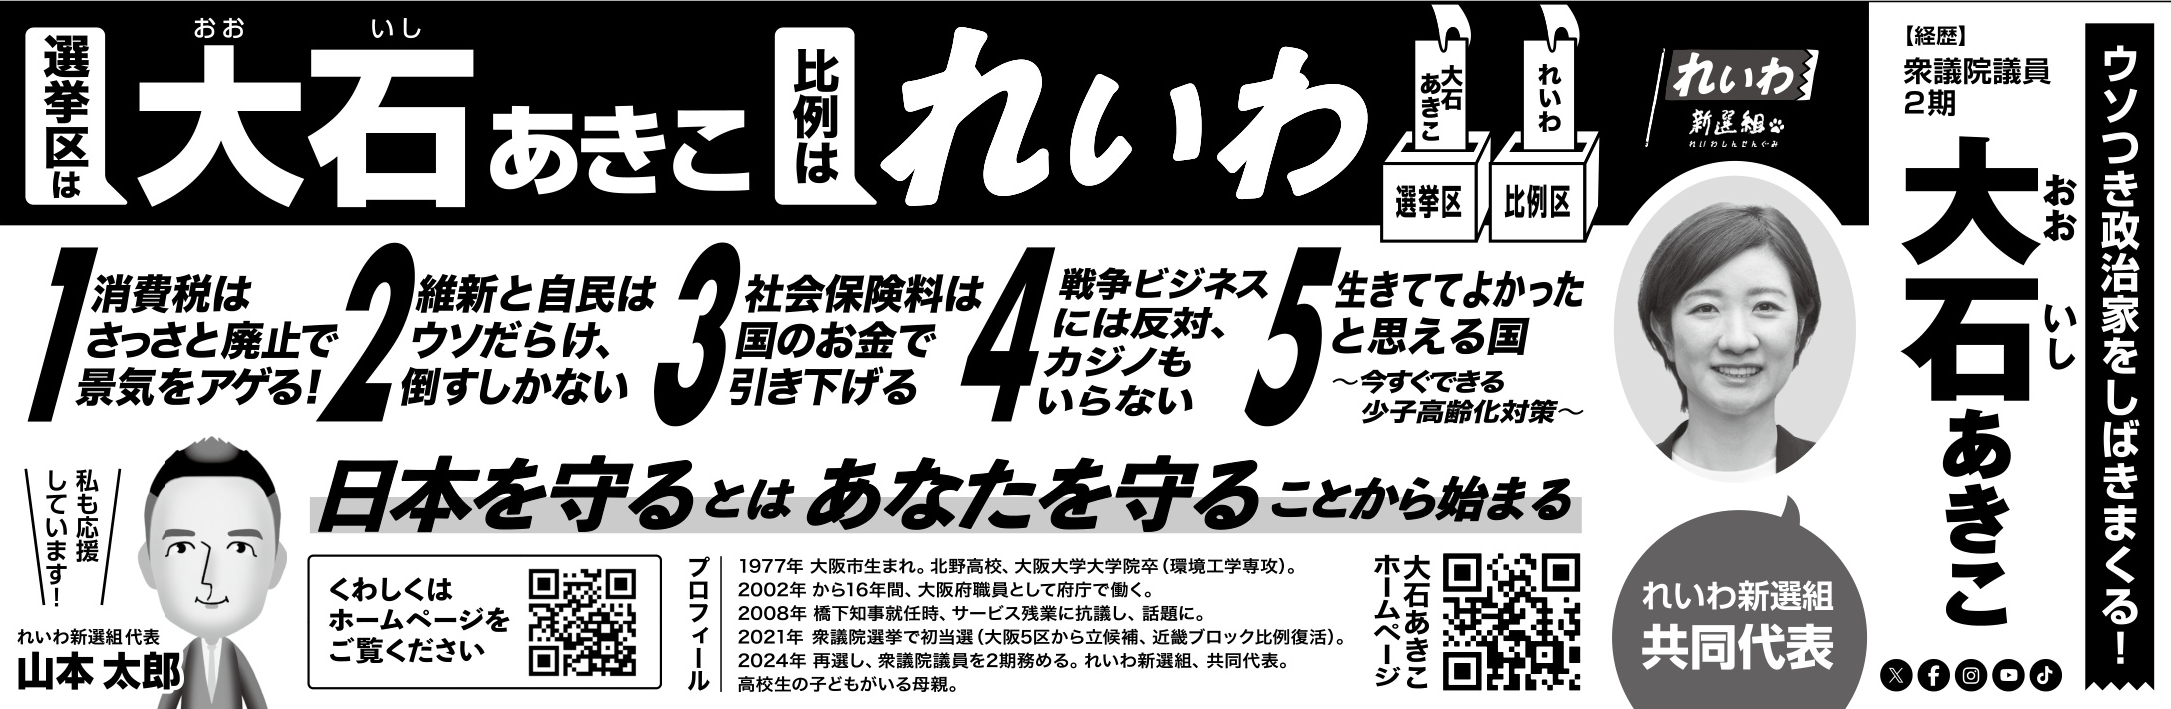 選挙区は
おお いし
大石あきこ
比例は
れいわ
大石
あきこ
選挙区
れいわ
比例区
れいわ
新選組
れいわしんせんぐみ
1
消費税は
さっさと廃止で
景気をアゲる!
2
維新と自民は
ウソだらけ、
倒すしかない
3
社会保険料は
国のお金で
引き下げる
4
戦争ビジネス
には反対、
カジノも
いらない
5
生きててよかった
と思える国
〜今すぐできる
少子高齢化対策〜
日本を守るとは あなたを守ることから始まる
私も応援
しています!
れいわ新選組代表
山本 太郎
くわしくは
ホームページを
ご覧ください
プロフィール
1977年 大阪市生まれ。北野高校、大阪大学大学院卒(環境工学専攻)。
2002年 から16年間、大阪府職員として府庁で働く。
2008年 橋下知事就任時、サービス残業に抗議し、話題に。
2021年 衆議院選挙で初当選(大阪5区から立候補、近畿ブロック比例復活)。
2024年 再選し、衆議院議員を2期務める。れいわ新選組、共同代表。
高校生の子どもがいる母親。
大石あきこ
ホームページ
れいわ新選組
共同代表
【経歴】
衆議院議員
2期
おお いし
大石あきこ
ウソつき政治家をしばきまくる!